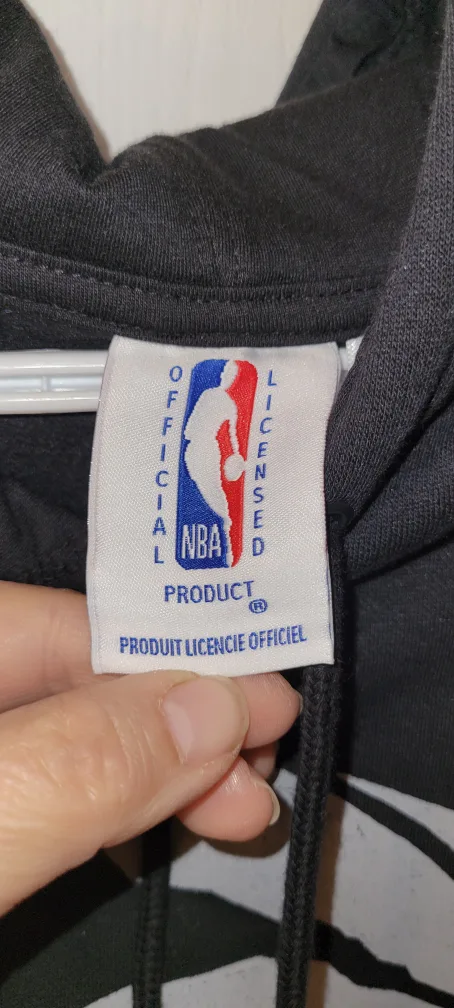 OFFICIAL
LICENSED
NBA
PRODUCT®
PRODUIT LICENCIE OFFICIEL